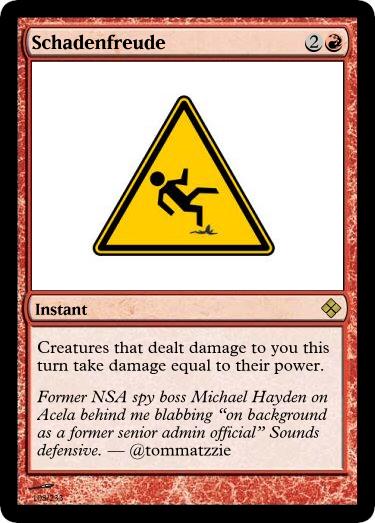 Schadenfreude 2
Instant
Creatures that dealt damage to you this
turn take damage equal to their power.
Former NSA spy boss Michael Hayden on
Acela behind me blabbing “on background
as a former senior admin official” Sounds
defensive. — @tommatzzie